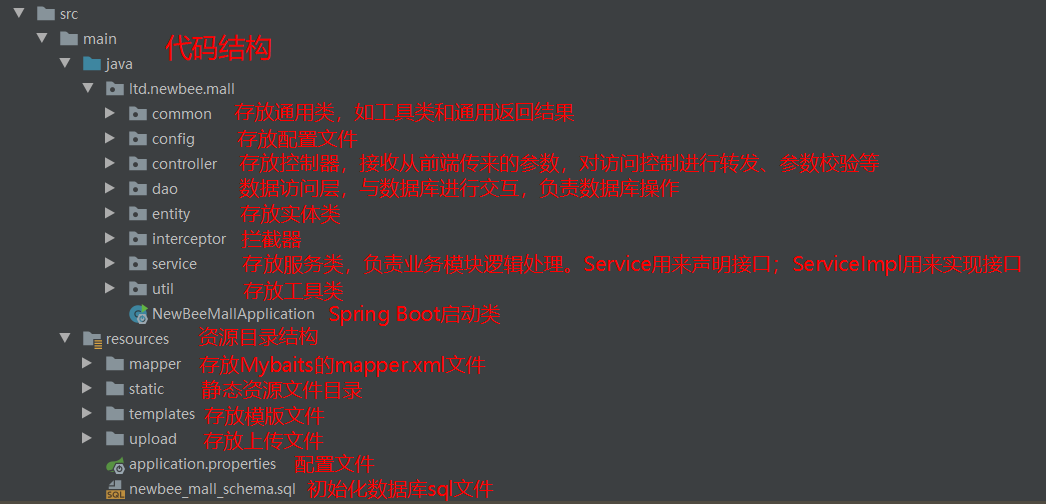 src
main
代码结构
java
ltd.newbee.mall
common 存放通用类，如工具类和通用返回结果
config 存放配置文件
controller 存放控制器，接收从前端传来的参数，对访问控制进行转发、参数校验等
dao 数据访问层，与数据库进行交互，负责数据库操作
entity 存放实体类
interceptor 拦截器
service 存放服务类，负责业务模块逻辑处理。Service用来声明接口；ServiceImpl用来实现接口
util 存放工具类
NewBeeMallApplication Spring Boot启动类
resources 资源目录结构
mapper 存放Mybaits的mapper.xml文件
static 静态资源文件目录
templates 存放模版文件
upload 存放上传文件
application.properties 配置文件
SQL newbee_mall_schema.sql 初始化数据库sql文件